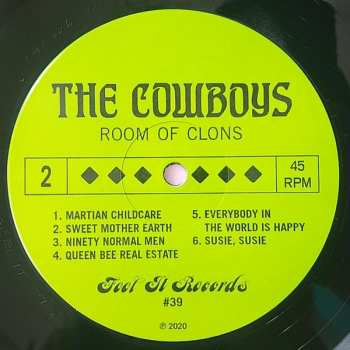 THE COWBOYS
ROOM OF CLONS
2
45
RPM
1. MARTIAN CHILDCARE
2. SWEET MOTHER EARTH
3. NINETY NORMAL MEN
4. QUEEN BEE REAL ESTATE
5. EVERYBODY IN
THE WORLD IS HAPPY
6. SUSIE, SUSIE
Feel It Records
#39
℗ 2020